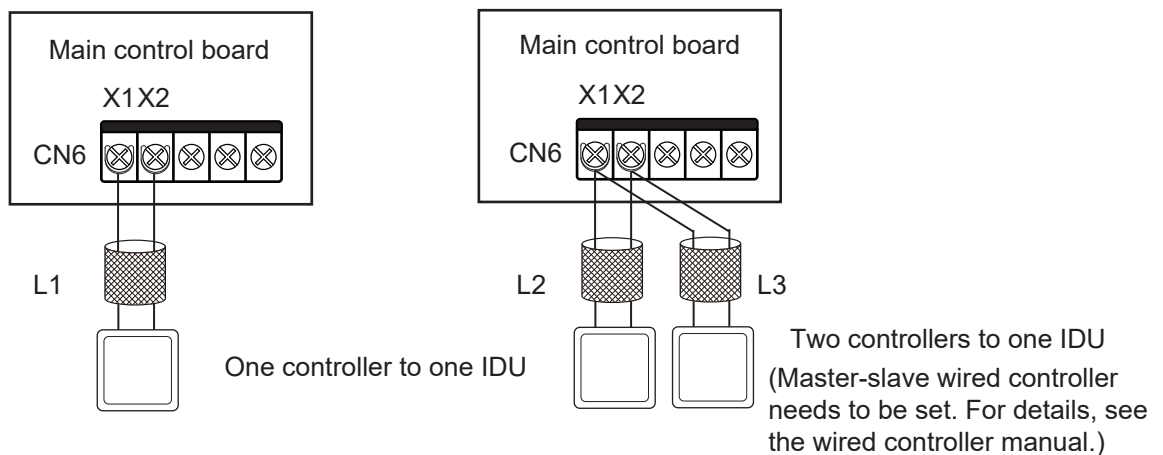 Main control board
X1X2
CN6
L1
One controller to one IDU
Main control board
X1X2
CN6
L2
L3
Two controllers to one IDU
(Master-slave wired controller
needs to be set. For details, see
the wired controller manual.)